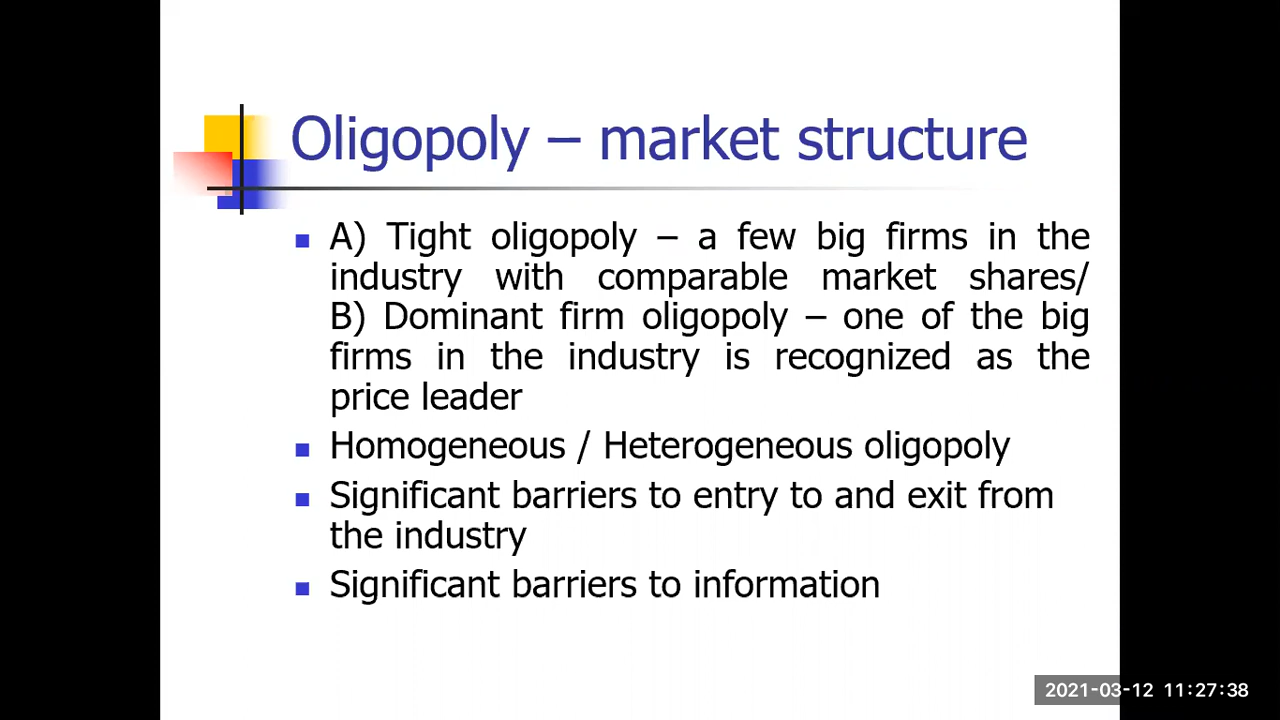 Oligopoly – market structure
A) Tight oligopoly – a few big firms in the
industry with comparable market shares/
B) Dominant firm oligopoly – one of the big
firms in the industry is recognized as the
price leader
Homogeneous / Heterogeneous oligopoly
Significant barriers to entry to and exit from
the industry
Significant barriers to information
2021-03-12 11:27:38